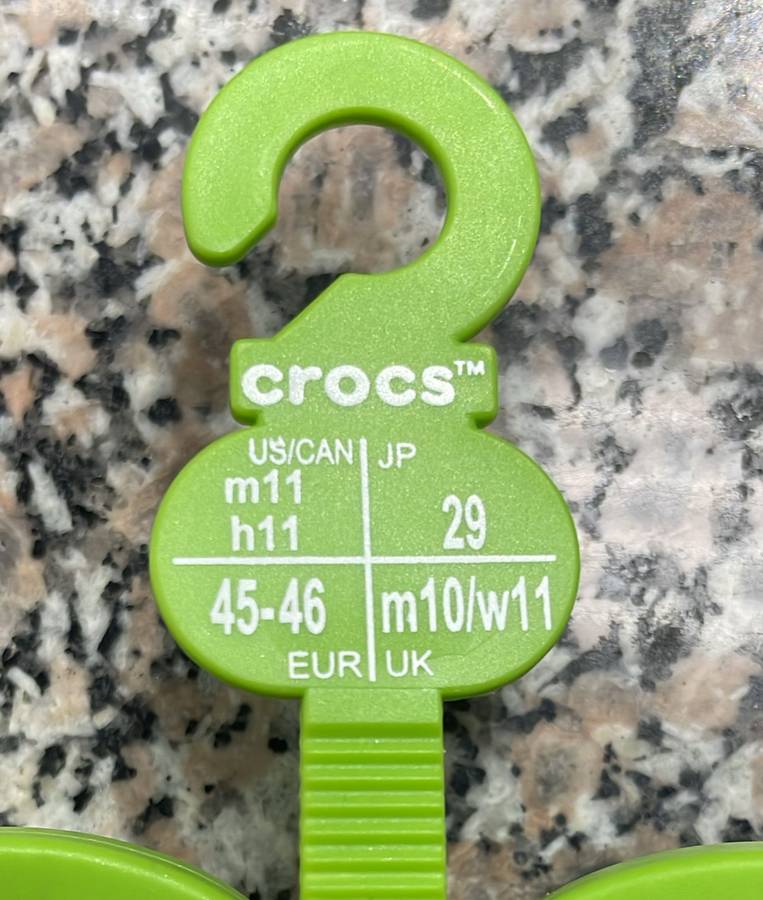 crocs™
US/CAN JP
m11
h11
29
45-46 m10/w11
EUR UK